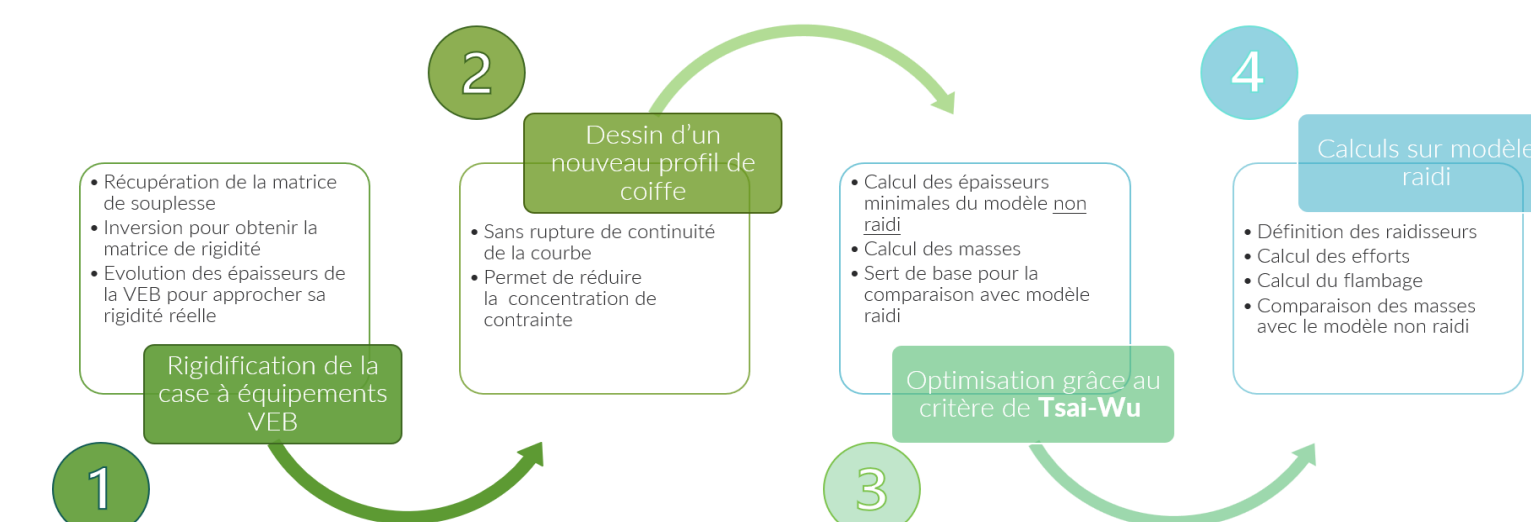 1
Rigidification de la
case à équipements
VEB
• Récupération de la matrice
de souplesse
• Inversion pour obtenir la
matrice de rigidité
• Evolution des épaisseurs de
la VEB pour approcher sa
rigidité réelle
2
Dessin d’un
nouveau profil de
coiffe
• Sans rupture de continuité
de la courbe
• Permet de réduire
la concentration de
contrainte
3
Optimisation grâce au
critère de Tsai-Wu
• Calcul des épaisseurs
minimales du modèle non
raidi
• Calcul des masses
• Sert de base pour la
comparaison avec modèle
raidi
4
Calculs sur modèle
raidi
• Définition des raidisseurs
• Calcul des efforts
• Calcul du flambage
• Comparaison des masses
avec le modèle non raidi